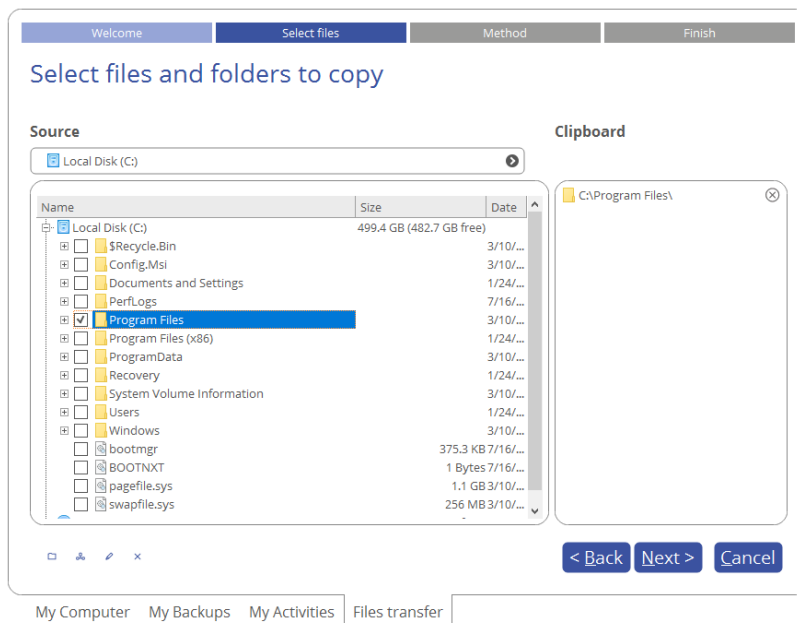 Welcome Select files Method Finish
Select files and folders to copy
Source Clipboard
Local Disk (C:)
C:\Program Files\
Name Size Date
Local Disk (C:) 499.4 GB (482.7 GB free)
$Recycle.Bin 3/10/...
Config.Msi 3/10/...
Documents and Settings 1/24/...
PerfLogs 7/16/...
Program Files 3/10/...
Program Files (x86) 1/24/...
ProgramData 3/10/...
Recovery 1/24/...
System Volume Information 3/10/...
Users 1/24/...
Windows 3/10/...
bootmgr 375.3 KB 7/16/...
BOOTNXT 1 Bytes 7/16/...
pagefile.sys 1.1 GB 3/10/...
swapfile.sys 256 MB 3/10/...
< Back Next > Cancel
My Computer My Backups My Activities Files transfer